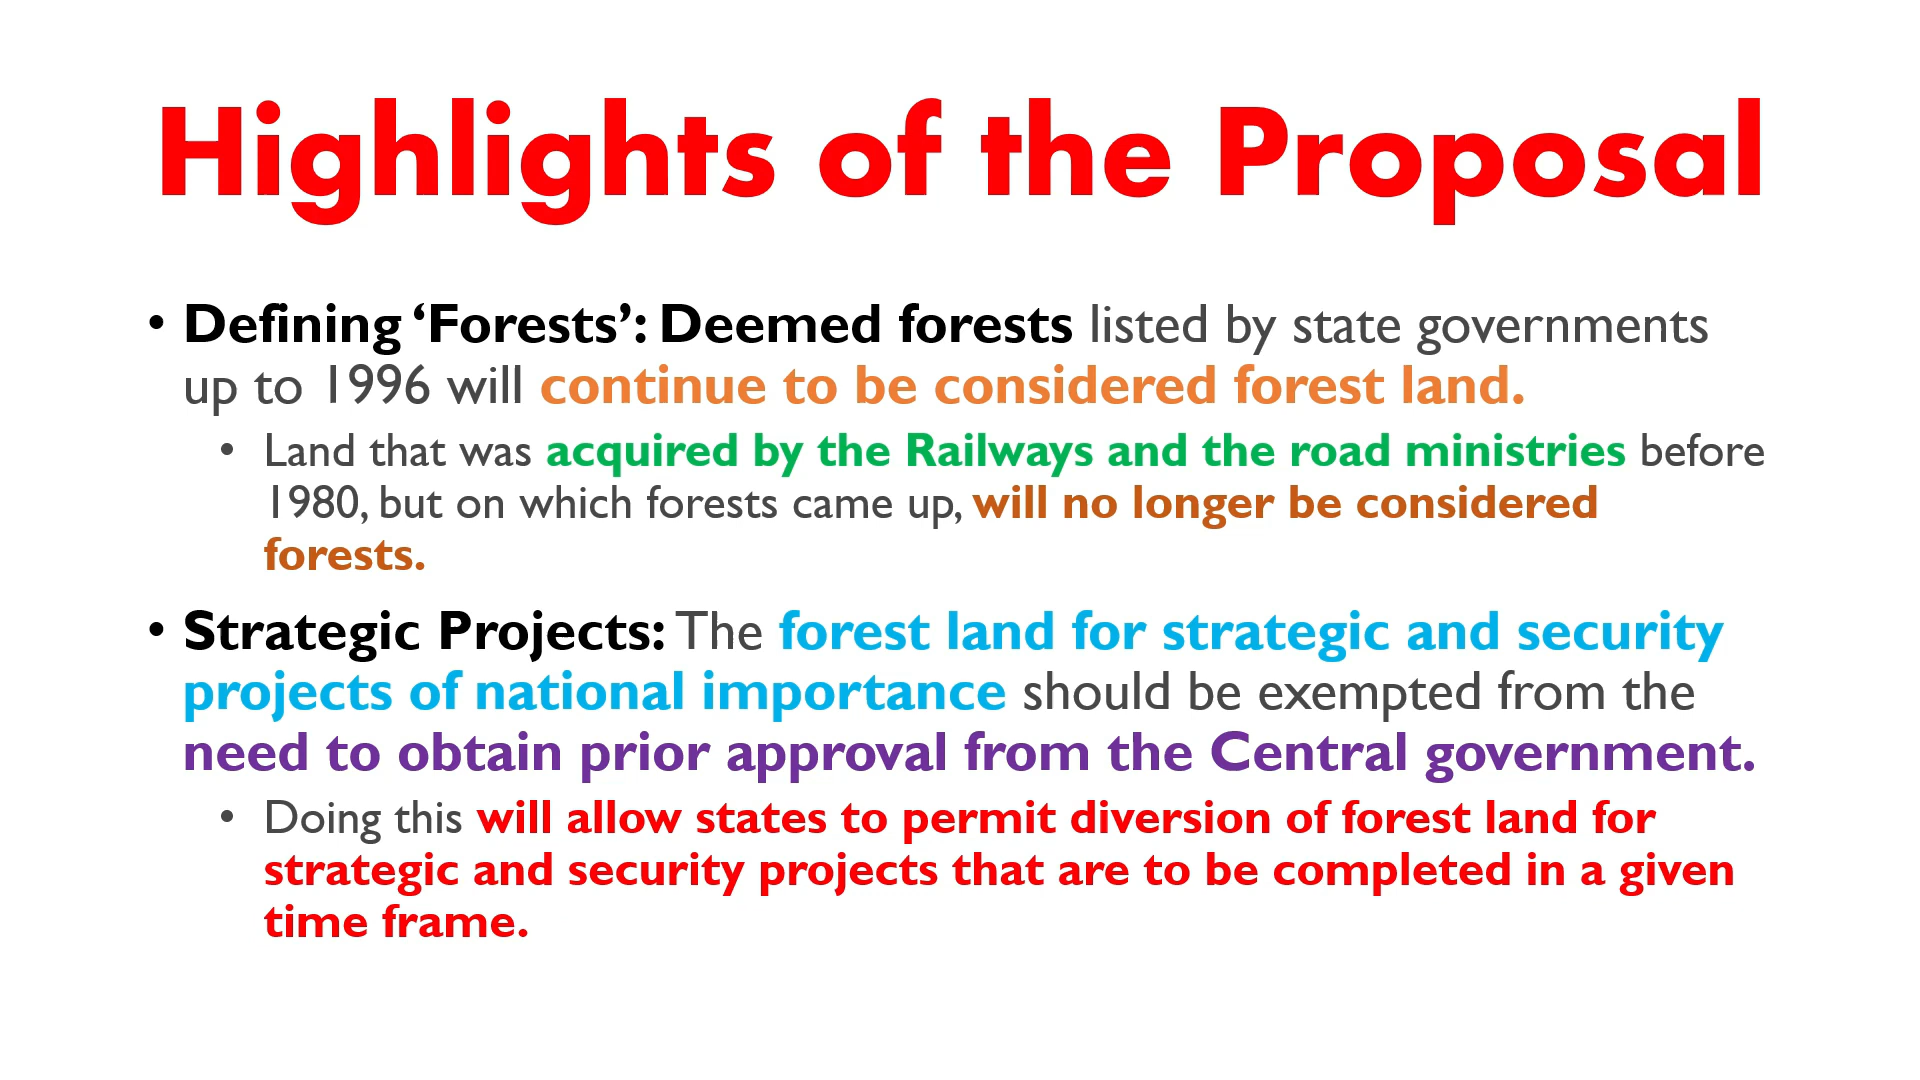 Highlights of the Proposal
• Defining ‘Forests’: Deemed forests listed by state governments
up to 1996 will continue to be considered forest land.
• Land that was acquired by the Railways and the road ministries before
1980, but on which forests came up, will no longer be considered
forests.
• Strategic Projects: The forest land for strategic and security
projects of national importance should be exempted from the
need to obtain prior approval from the Central government.
• Doing this will allow states to permit diversion of forest land for
strategic and security projects that are to be completed in a given
time frame.